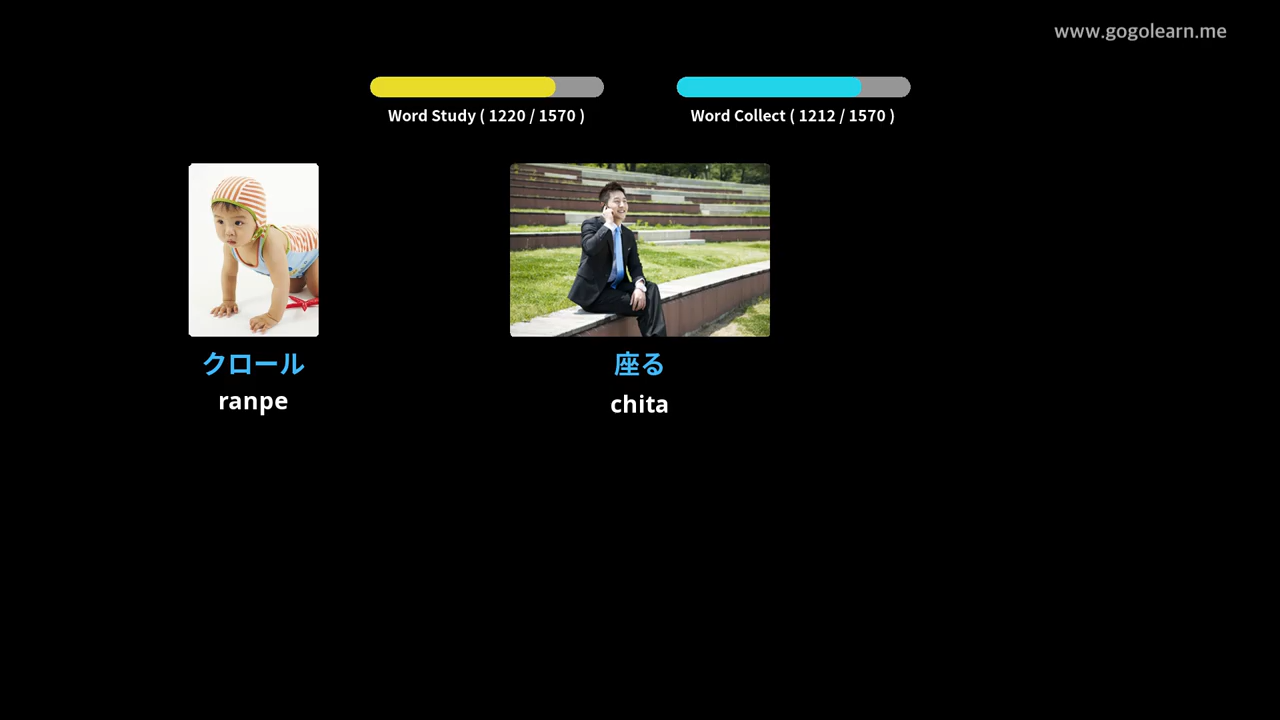 www.gogolearn.me
Word Study ( 1220 / 1570 )
Word Collect ( 1212 / 1570 )
クロール
ranpe
座る
chita